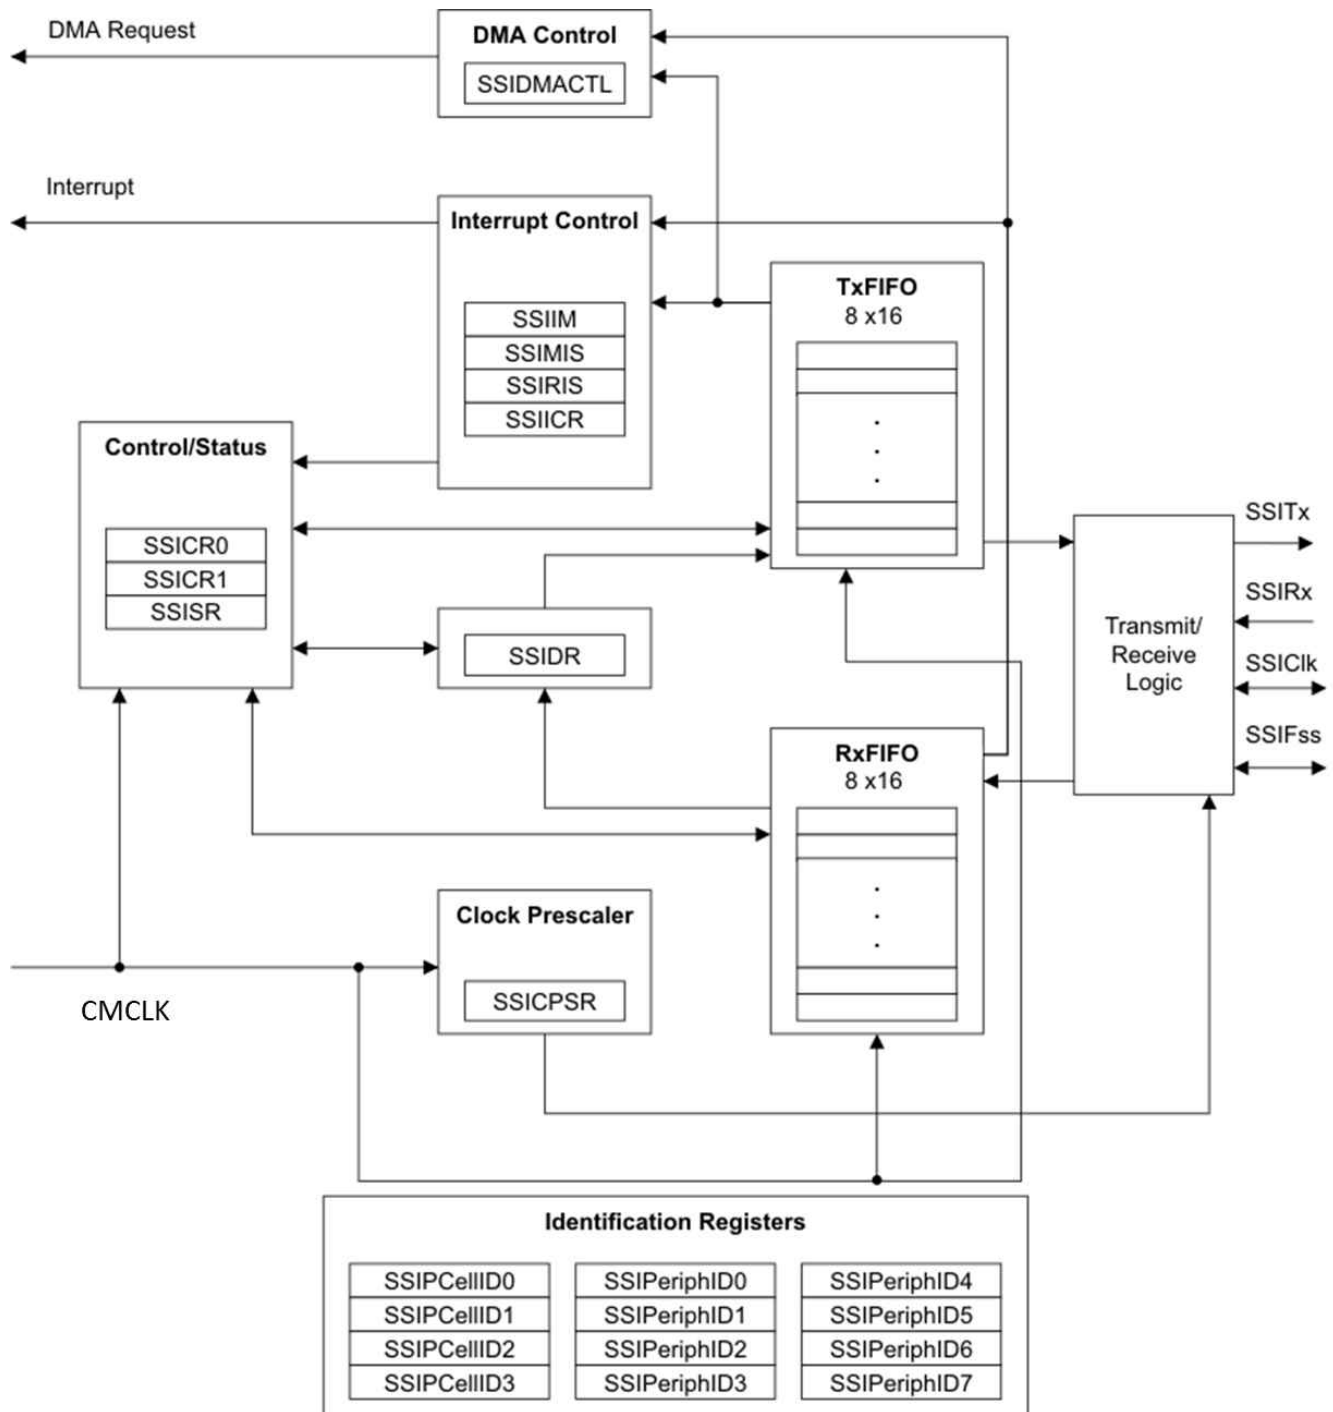 DMA Request
DMA Control
SSIDMACTL
Interrupt
Interrupt Control
SSIIM
SSIMIS
SSIRIS
SSIICR
TxFIFO
8 x16
.
.
.
Control/Status
SSICR0
SSICR1
SSISR
SSIDR
Transmit/
Receive
Logic
SSITx
SSIRx
SSIClk
SSIFss
RxFIFO
8 x16
.
.
.
Clock Prescaler
SSICPSR
CMCLK
Identification Registers
SSIPCellID0
SSIPCellID1
SSIPCellID2
SSIPCellID3
SSIPeriphID0
SSIPeriphID1
SSIPeriphID2
SSIPeriphID3
SSIPeriphID4
SSIPeriphID5
SSIPeriphID6
SSIPeriphID7